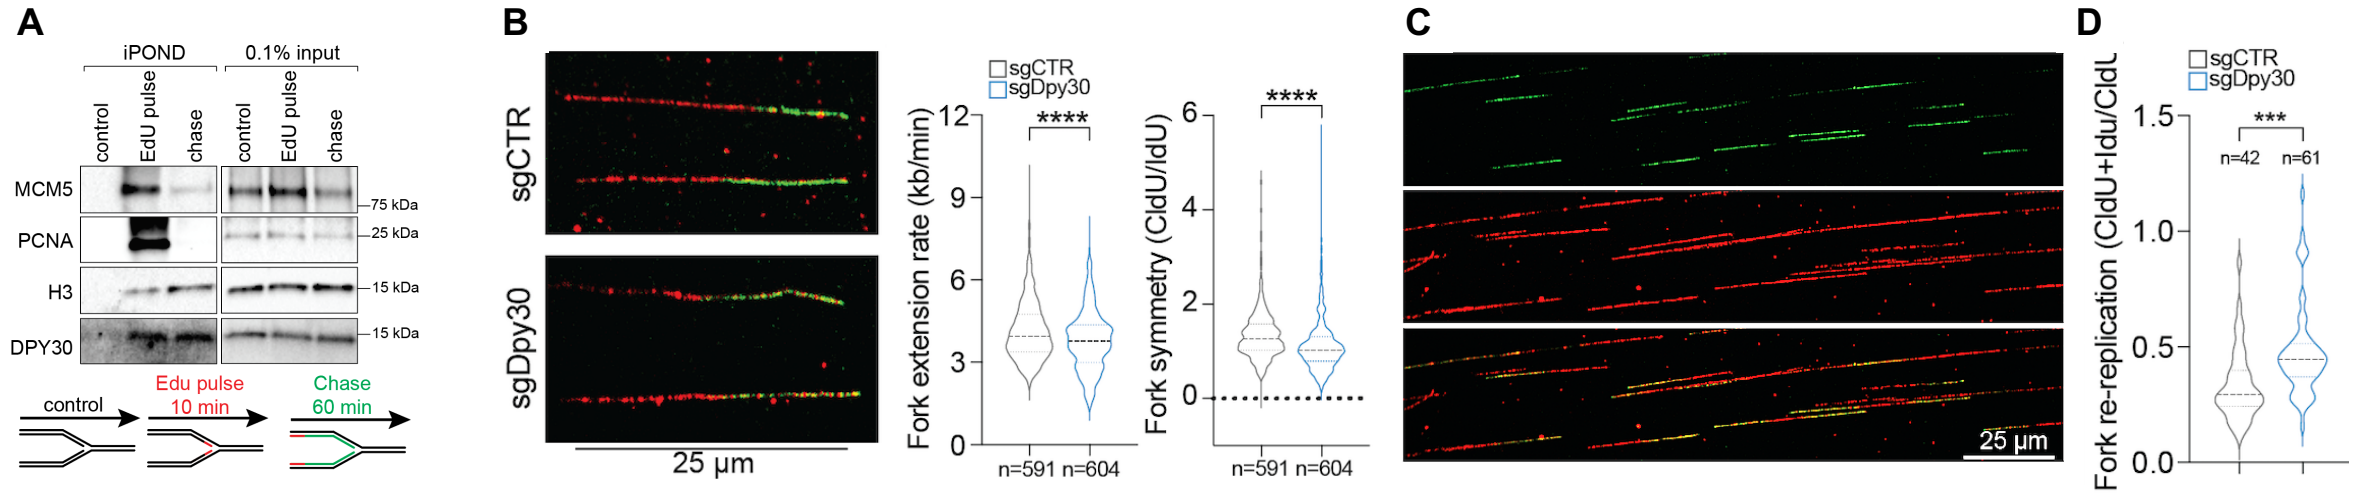 A
iPOND
0.1% input
control
EdU pulse
chase
control
EdU pulse
chase
MCM5
75 kDa
PCNA
25 kDa
H3
15 kDa
DPY30
15 kDa
control
Edu pulse
10 min
Chase
60 min
B
sgCTR
sgDpy30
25 µm
sgCTR
sgDpy30
****
Fork extension rate (kb/min)
12
9
6
3
0
n=591 n=604
****
Fork symmetry (CldU/IdU)
6
4
2
0
n=591 n=604
C
25 µm
D
sgCTR
sgDpy30
***
n=42
n=61
Fork re-replication (CldU+Idu/CldU
1.5
1.0
0.5
0.0